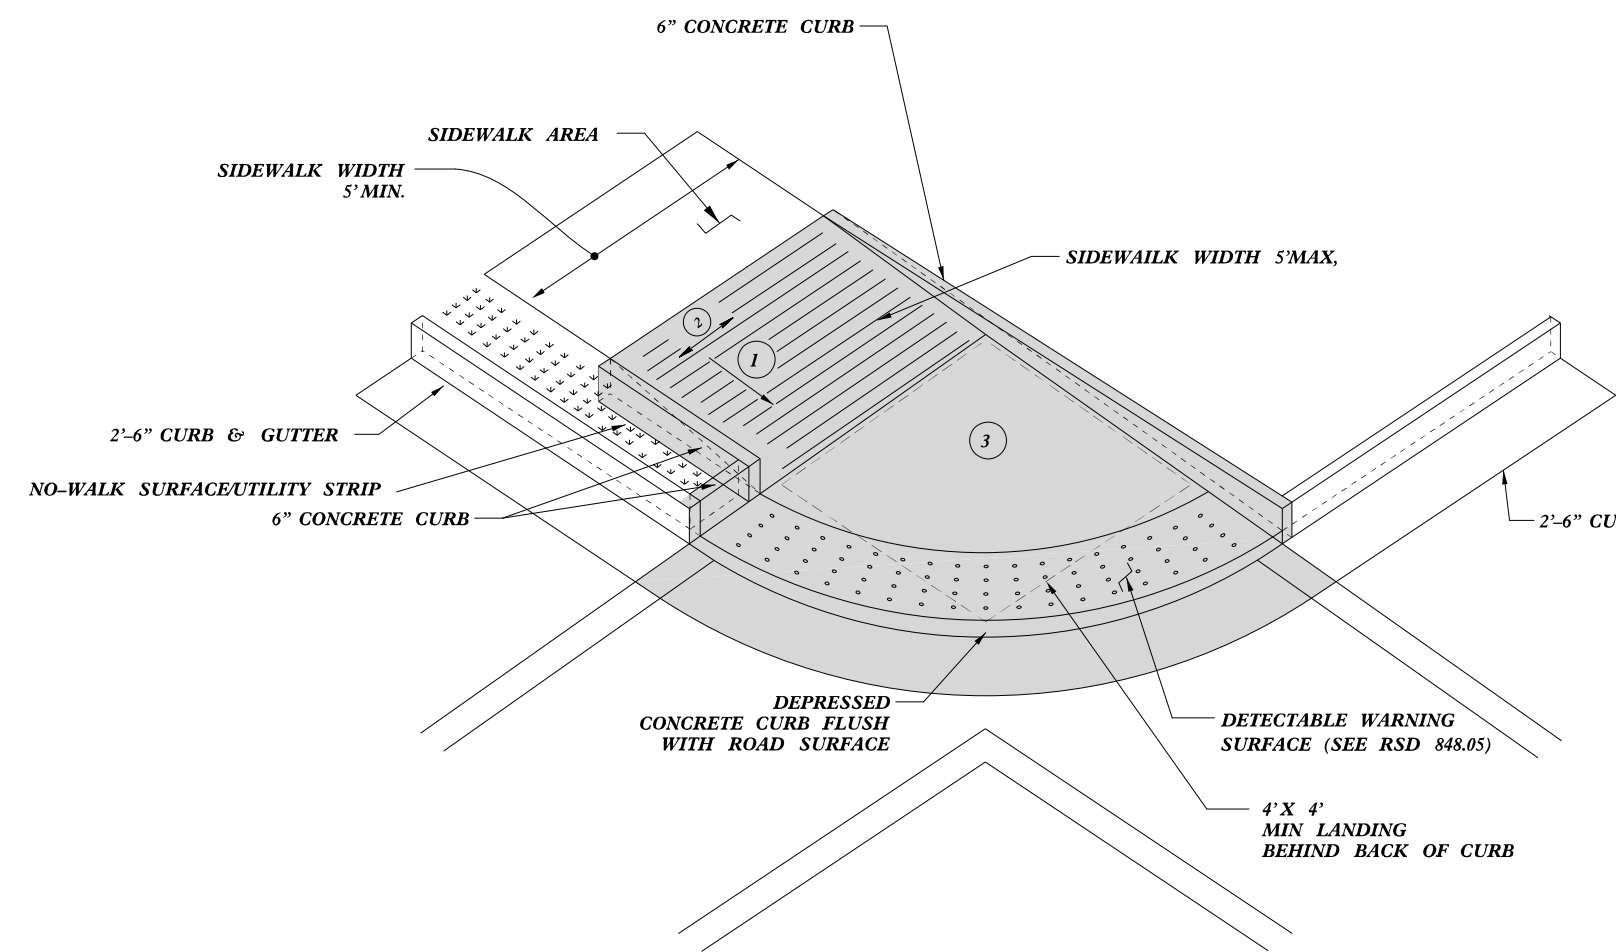 6” CONCRETE CURB
SIDEWALK AREA
SIDEWALK WIDTH
5’ MIN.
SIDEWAILK WIDTH 5’MAX,
2
1
3
2’–6” CURB & GUTTER
NO–WALK SURFACE/UTILITY STRIP
6” CONCRETE CURB
2’–6” CU
DEPRESSED
CONCRETE CURB FLUSH
WITH ROAD SURFACE
DETECTABLE WARNING
SURFACE (SEE RSD 848.05)
4’ X 4’
MIN LANDING
BEHIND BACK OF CURB